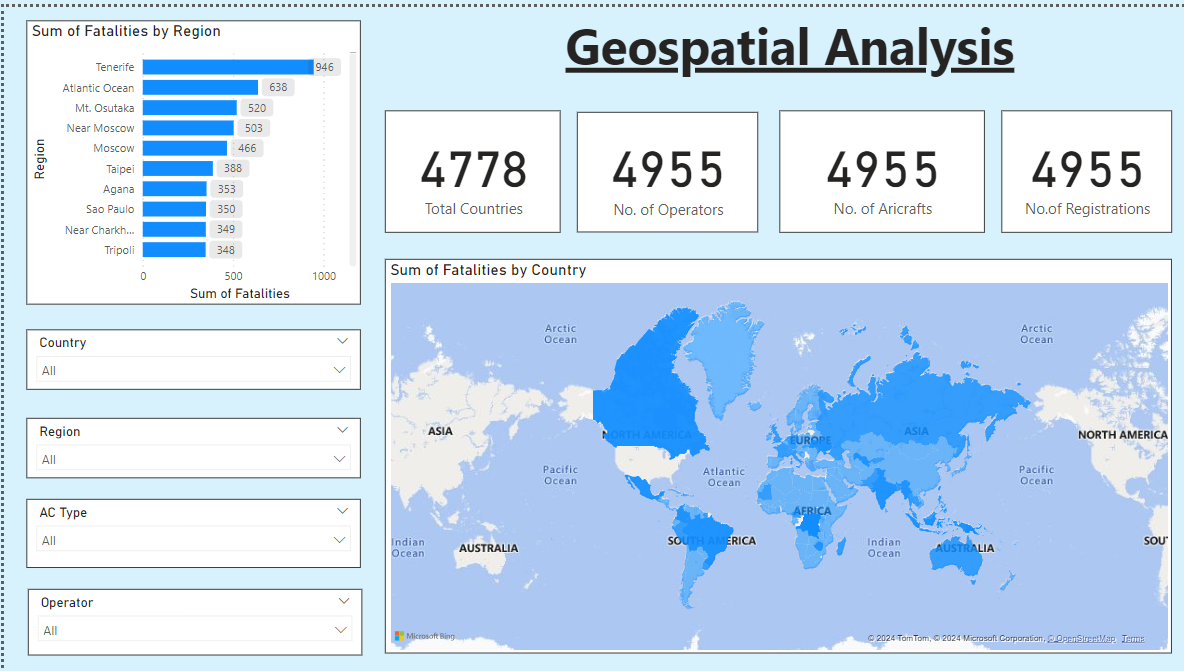 Sum of Fatalities by Region
Region
Tenerife 946
Atlantic Ocean 638
Mt. Osutaka 520
Near Moscow 503
Moscow 466
Taipei 388
Agana 353
Sao Paulo 350
Near Charkh... 349
Tripoli 348
0 500 1000
Sum of Fatalities
Geospatial Analysis
4778
Total Countries
4955
No. of Operators
4955
No. of Aricrafts
4955
No.of Registrations
Country
All
Region
All
AC Type
All
Operator
All
Sum of Fatalities by Country
Arctic
Ocean
Arctic
Ocean
ASIA
NORTH AMERICA
EUROPE
ASIA
NORTH AMERICA
Pacific
Ocean
Atlantic
Ocean
Pacific
Ocean
AFRICA
Indian
Ocean
AUSTRALIA
SOUTH AMERICA
Indian
Ocean
AUSTRALIA
SOU
Microsoft Bing
© 2024 TomTom, © 2024 Microsoft Corporation, © OpenStreetMap Terms